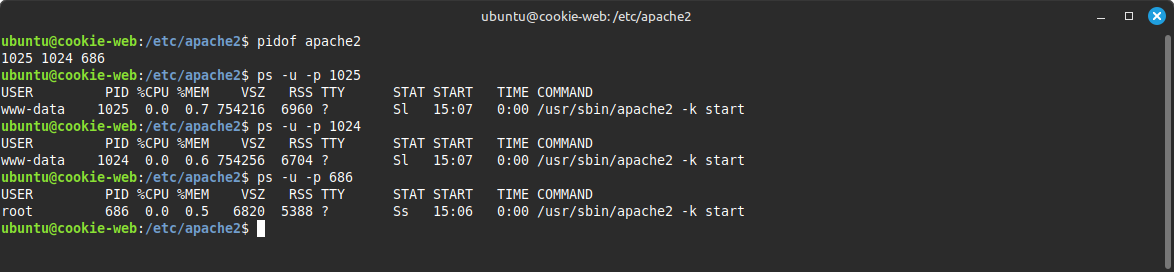 ubuntu@cookie-web: /etc/apache2
ubuntu@cookie-web:/etc/apache2$ pidof apache2
1025 1024 686
ubuntu@cookie-web:/etc/apache2$ ps -u -p 1025
USER         PID %CPU %MEM    VSZ   RSS TTY      STAT START   TIME COMMAND
www-data    1025  0.0  0.7 754216  6960 ?        Sl   15:07   0:00 /usr/sbin/apache2 -k start
ubuntu@cookie-web:/etc/apache2$ ps -u -p 1024
USER         PID %CPU %MEM    VSZ   RSS TTY      STAT START   TIME COMMAND
www-data    1024  0.0  0.6 754256  6704 ?        Sl   15:07   0:00 /usr/sbin/apache2 -k start
ubuntu@cookie-web:/etc/apache2$ ps -u -p 686
USER         PID %CPU %MEM    VSZ   RSS TTY      STAT START   TIME COMMAND
root         686  0.0  0.5   6820  5388 ?        Ss   15:06   0:00 /usr/sbin/apache2 -k start
ubuntu@cookie-web:/etc/apache2$